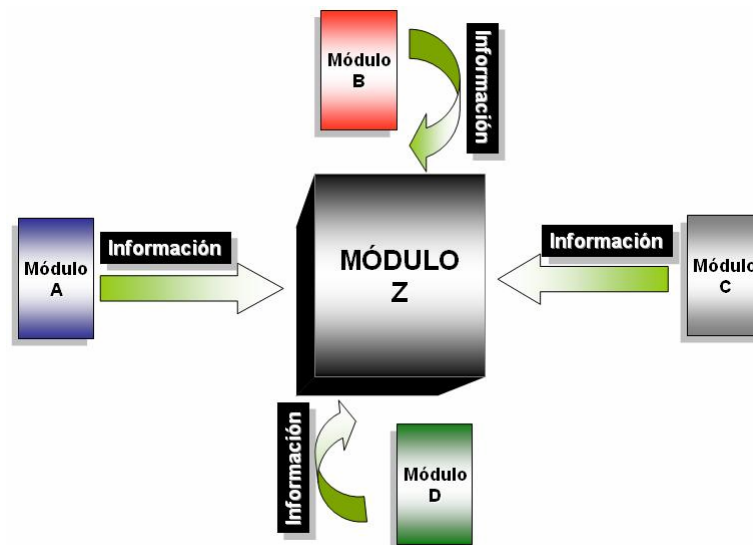 Módulo
B
Información
Módulo
A
Información
MÓDULO
Z
Información
Módulo
C
Información
Módulo
D